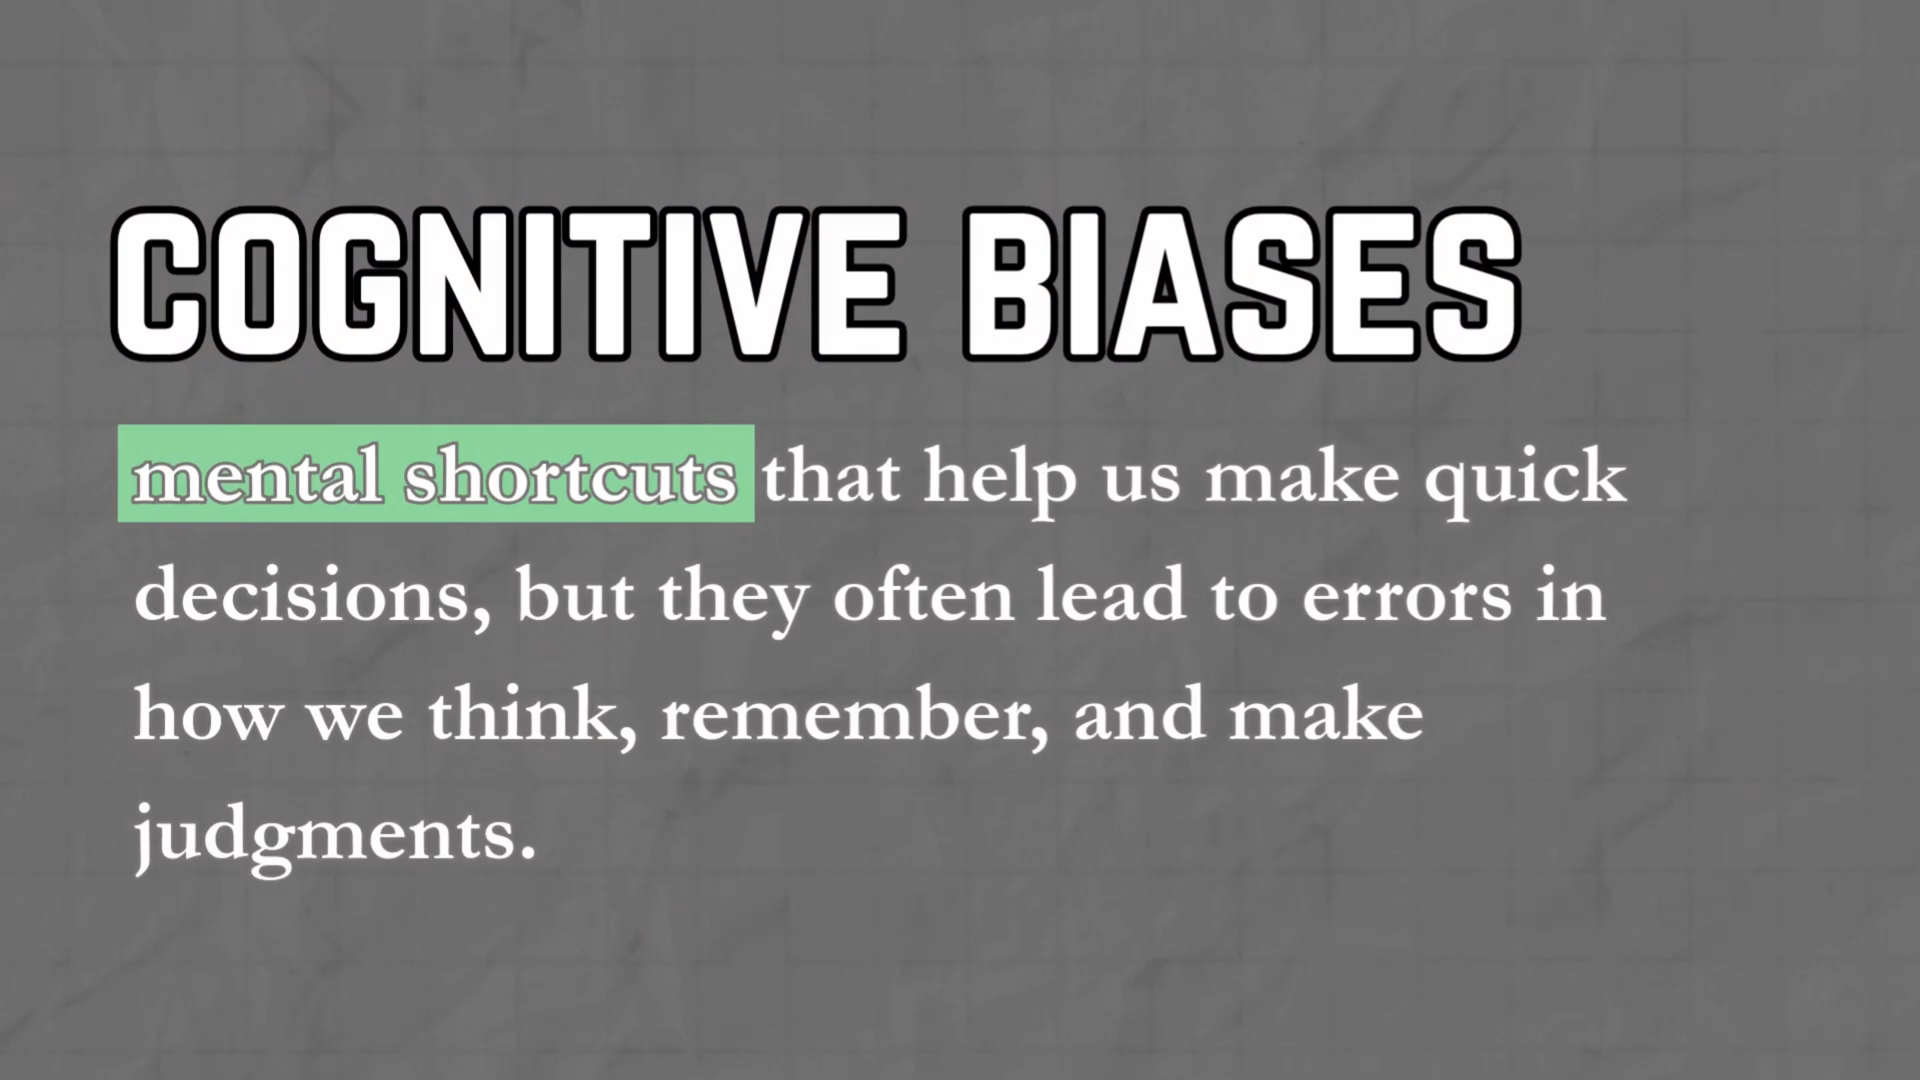 COGNITIVE BIASES
mental shortcuts that help us make quick
decisions, but they often lead to errors in
how we think, remember, and make
judgments.